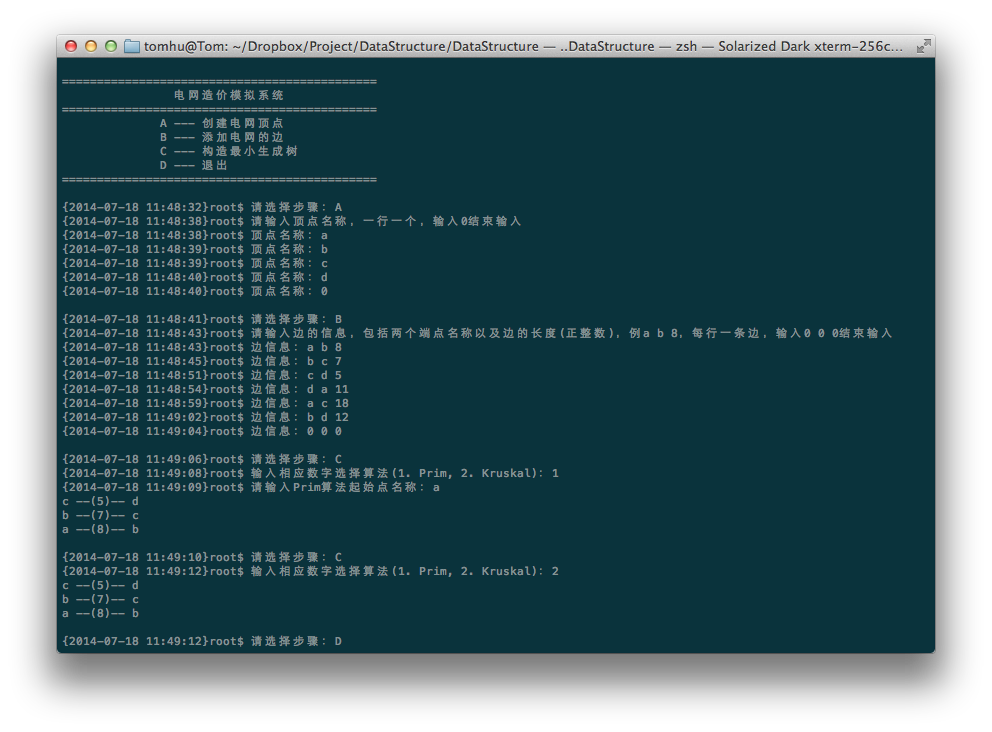 tomhu@Tom: ~/Dropbox/Project/DataStructure/DataStructure — ..DataStructure — zsh — Solarized Dark xterm-256c...
=============================================
电网造价模拟系统
=============================================
A --- 创建电网顶点
B --- 添加电网的边
C --- 构造最小生成树
D --- 退出
=============================================
{2014-07-18 11:48:32}root$ 请选择步骤: A
{2014-07-18 11:48:38}root$ 请输入顶点名称, 一行一个, 输入0结束输入
{2014-07-18 11:48:38}root$ 顶点名称: a
{2014-07-18 11:48:39}root$ 顶点名称: b
{2014-07-18 11:48:39}root$ 顶点名称: c
{2014-07-18 11:48:40}root$ 顶点名称: d
{2014-07-18 11:48:40}root$ 顶点名称: 0
{2014-07-18 11:48:41}root$ 请选择步骤: B
{2014-07-18 11:48:43}root$ 请输入边的信息, 包括两个端点名称以及边的长度(正整数), 例a b 8, 每行一条边, 输入0 0 0结束输入
{2014-07-18 11:48:43}root$ 边信息: a b 8
{2014-07-18 11:48:45}root$ 边信息: b c 7
{2014-07-18 11:48:51}root$ 边信息: c d 5
{2014-07-18 11:48:54}root$ 边信息: d a 11
{2014-07-18 11:48:59}root$ 边信息: a c 18
{2014-07-18 11:49:02}root$ 边信息: b d 12
{2014-07-18 11:49:04}root$ 边信息: 0 0 0
{2014-07-18 11:49:06}root$ 请选择步骤: C
{2014-07-18 11:49:08}root$ 输入相应数字选择算法(1. Prim, 2. Kruskal): 1
{2014-07-18 11:49:09}root$ 请输入Prim算法起始点名称: a
c --(5)-- d
b --(7)-- c
a --(8)-- b
{2014-07-18 11:49:10}root$ 请选择步骤: C
{2014-07-18 11:49:12}root$ 输入相应数字选择算法(1. Prim, 2. Kruskal): 2
c --(5)-- d
b --(7)-- c
a --(8)-- b
{2014-07-18 11:49:12}root$ 请选择步骤: D